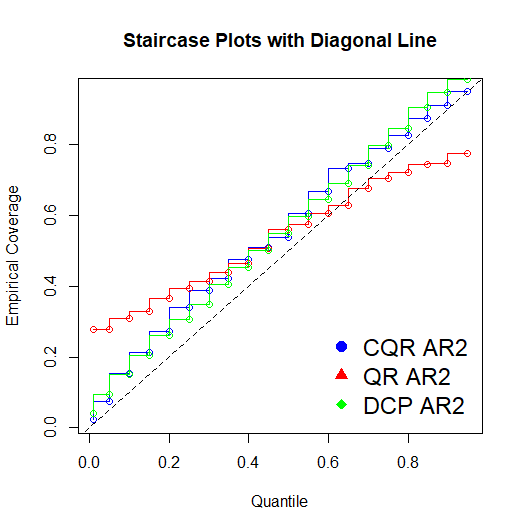 Staircase Plots with Diagonal Line
Empirical Coverage
0.8
0.6
0.4
0.2
0.0
CQR AR2
QR AR2
DCP AR2
0.0 0.2 0.4 0.6 0.8
Quantile